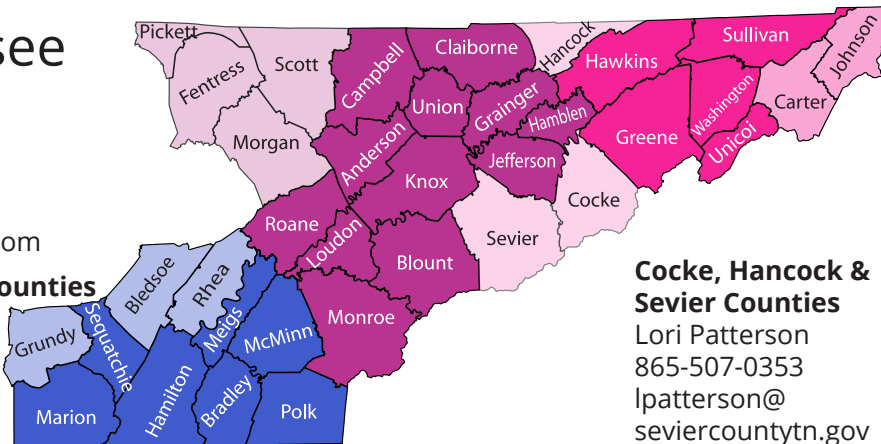 see
Pickett
Fentress
Scott
Morgan
Campbell
Claiborne
Hancock
Hawkins
Sullivan
Johnson
Union
Grainger
Hamblen
Washington
Carter
Anderson
Greene
Unicoi
Knox
Jefferson
Cocke
Roane
Loudon
Sevier
Blount
om
ounties
Bledsoe
Rhea
Monroe
Grundy
Sequatchie
Meigs
McMinn
Marion
Hamilton
Bradley
Polk
Cocke, Hancock &
Sevier Counties
Lori Patterson
865-507-0353
lpatterson@
seviercountytn.gov